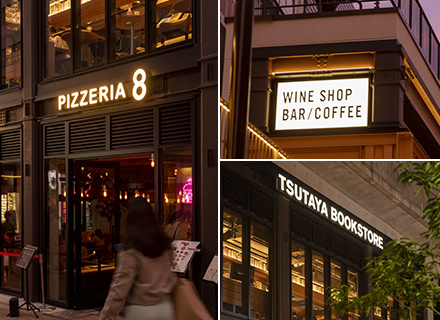 PIZZERIA 8
WINE SHOP
BAR/COFFEE
TSUTAYA BOOKSTORE